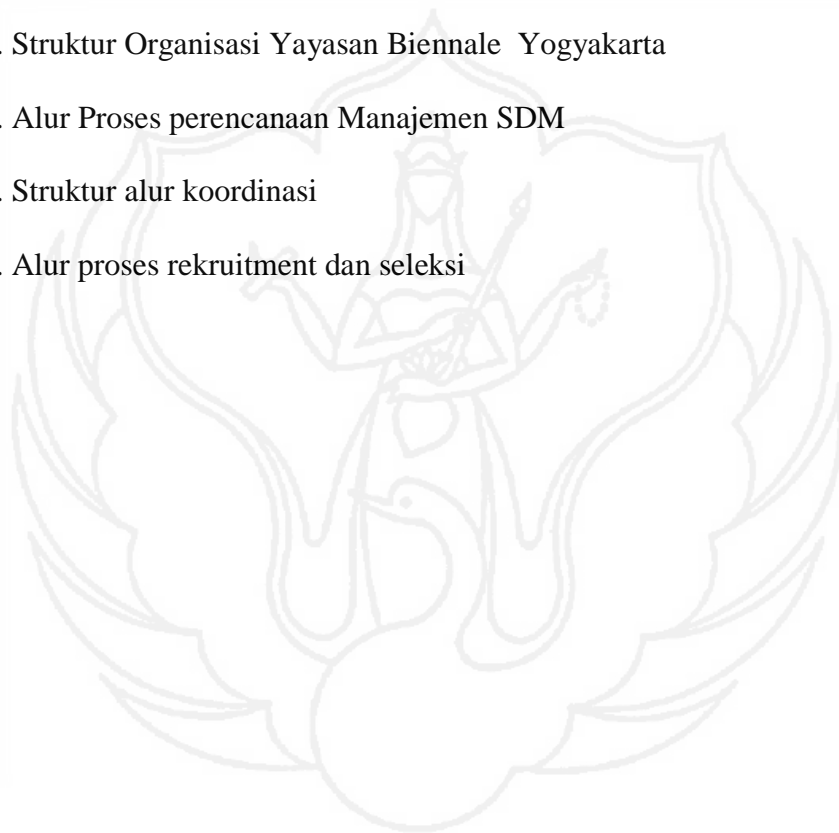 . Struktur Organisasi Yayasan Biennale Yogyakarta
. Alur Proses perencanaan Manajemen SDM
. Struktur alur koordinasi
. Alur proses rekruitment dan seleksi